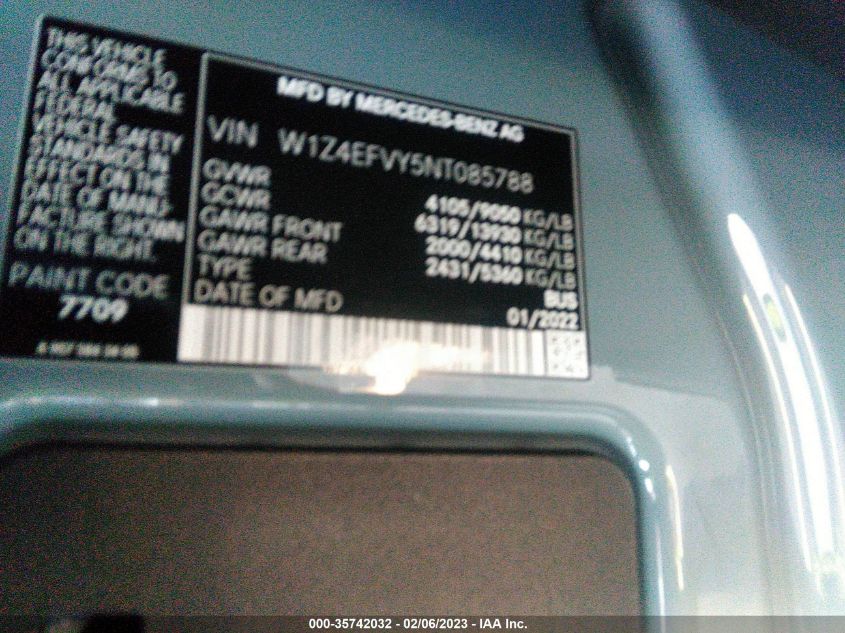 THIS VEHICLE
CONFORMS TO
ALL APPLICABLE
FEDERAL
VEHICLE SAFETY
STANDARDS IN
EFFECT ON THE
DATE OF MANU-
FACTURE SHOWN
ON THE RIGHT.
PAINT CODE
7709
MFD BY MERCEDES-BENZ AG
VIN W1Z4EFVY5NT085788
GVWR 4105/9050 KG/LB
GCWR 6319/13930 KG/LB
GAWR FRONT 2000/4410 KG/LB
GAWR REAR 2431/5360 KG/LB
TYPE BUS
DATE OF MFD 01/2022
000-35742032 - 02/06/2023 - IAA Inc.